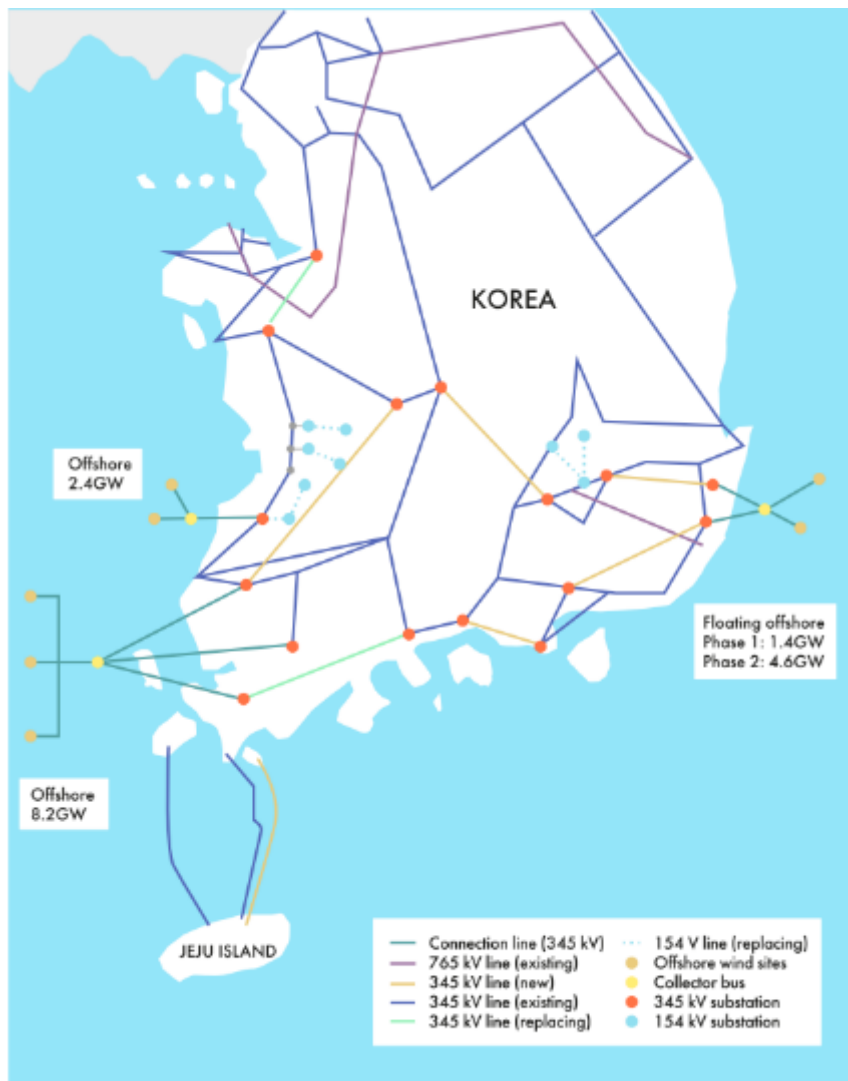 KOREA
Offshore
2.4GW
Floating offshore
Phase 1: 1.4GW
Phase 2: 4.6GW
Offshore
8.2GW
JEJU ISLAND
Connection line (345 kV)
765 kV line (existing)
345 kV line (new)
345 kV line (existing)
345 kV line (replacing)
154 V line (replacing)
Offshore wind sites
Collector bus
345 kV substation
154 kV substation